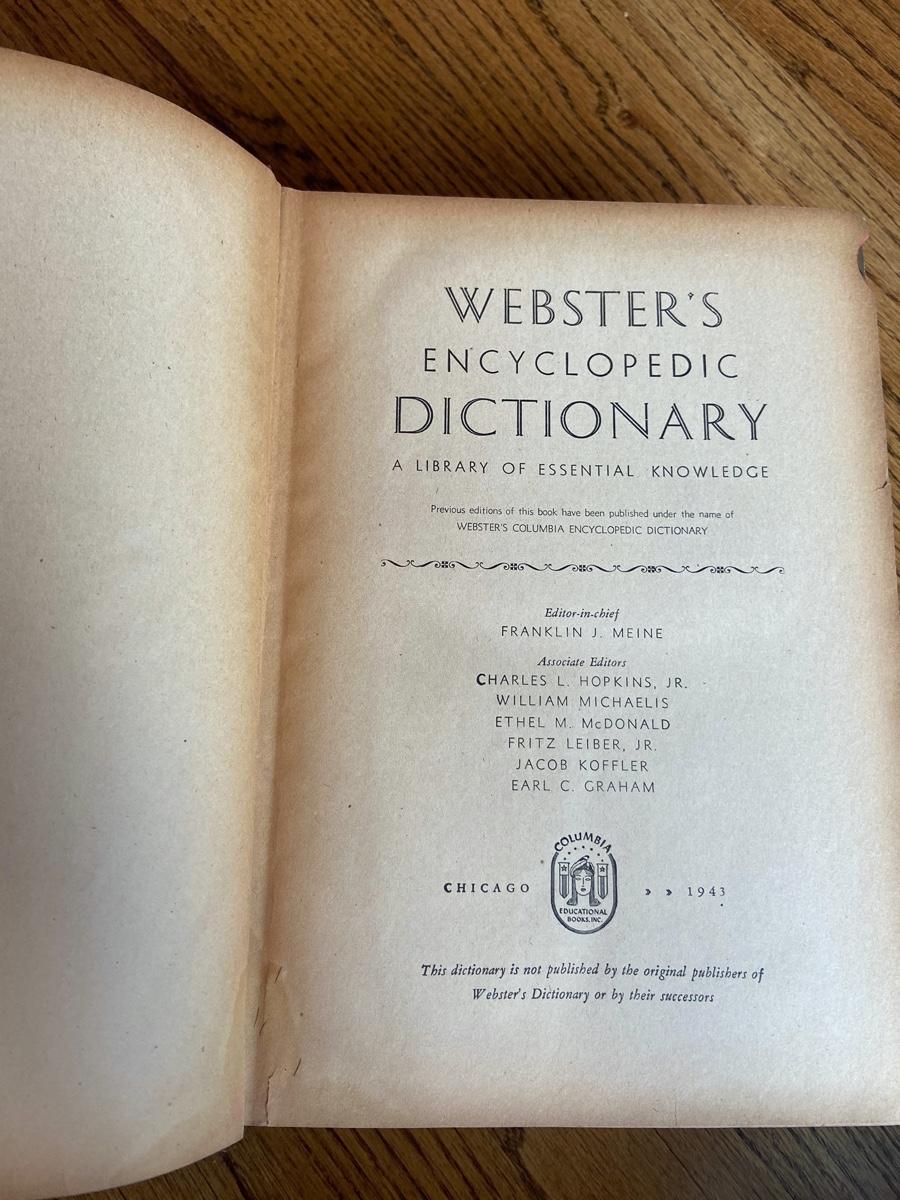 WEBSTER'S
ENCYCLOPEDIC
DICTIONARY
A LIBRARY OF ESSENTIAL KNOWLEDGE
Previous editions of this book have been published under the name of
WEBSTER'S COLUMBIA ENCYCLOPEDIC DICTIONARY
Editor-in-chief
FRANKLIN J. MEINE
Associate Editors
CHARLES L. HOPKINS, JR.
WILLIAM MICHAELIS
ETHEL M. McDONALD
FRITZ LEIBER, JR.
JACOB KOFFLER
EARL C. GRAHAM
COLUMBIA
CHICAGO » » 1943
EDUCATIONAL
BOOKS, INC.
This dictionary is not published by the original publishers of
Webster's Dictionary or by their successors